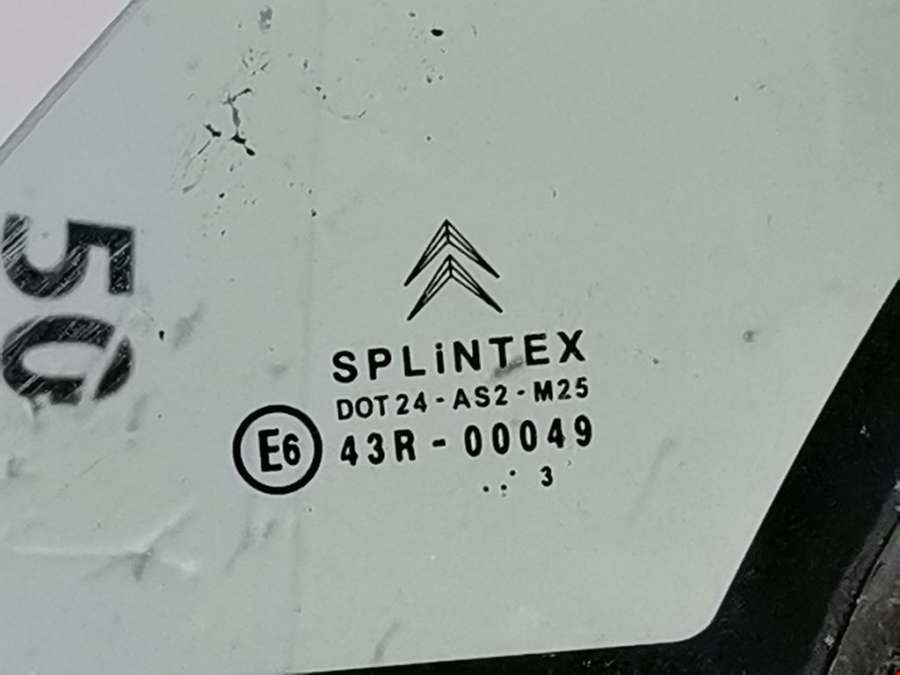 50
SPLiNTEX
DOT 24 - AS2 - M25
E6
43R - 00049
.. . 3